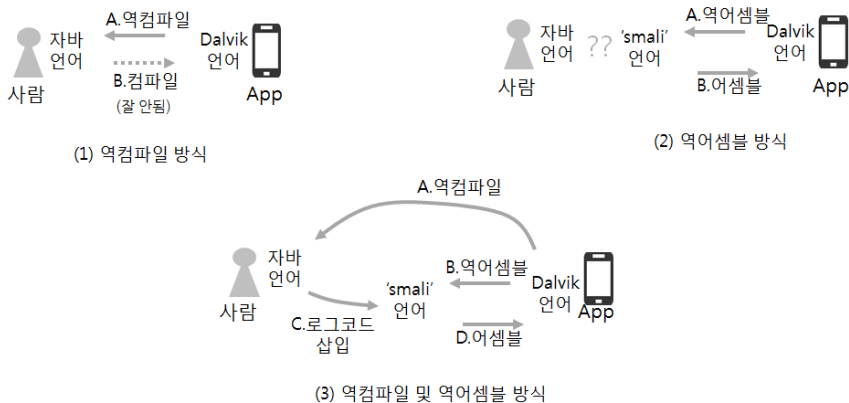 A.역컴파일
자바
언어
Dalvik
언어
B.컴파일
(잘 안됨)
사람
App
(1) 역컴파일 방식
A.역어셈블
자바
언어
??
'smali'
언어
Dalvik
언어
B.어셈블
사람
App
(2) 역어셈블 방식
A.역컴파일
자바
언어
B.역어셈블
'smali'
언어
Dalvik
언어
사람
App
C.로그코드
삽입
D.어셈블
(3) 역컴파일 및 역어셈블 방식